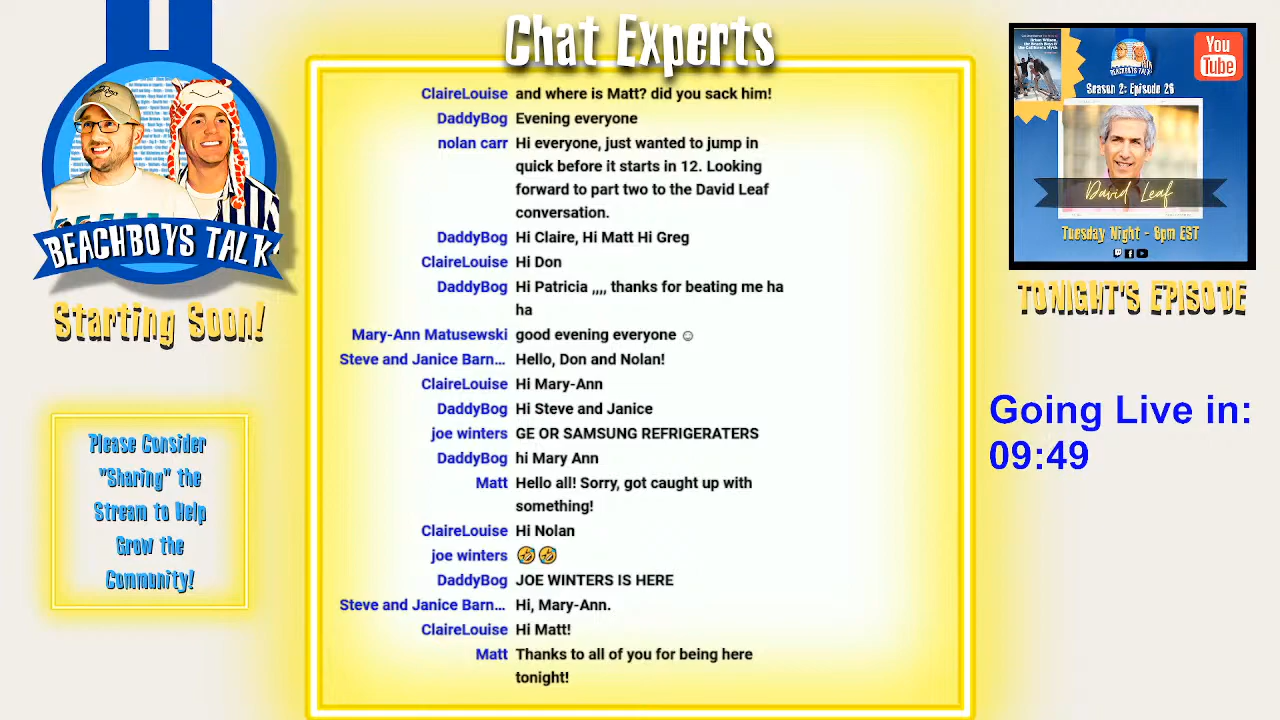 Chat Experts
BEACHBOYS TALK
Starting Soon!
Please Consider
"Sharing" the
Stream to Help
Grow the
Community!
ClaireLouise and where is Matt? did you sack him!
DaddyBog Evening everyone
nolan carr Hi everyone, just wanted to jump in
quick before it starts in 12. Looking
forward to part two to the David Leaf
conversation.
DaddyBog Hi Claire, Hi Matt Hi Greg
ClaireLouise Hi Don
DaddyBog Hi Patricia ,,,, thanks for beating me ha
ha
Mary-Ann Matusewski good evening everyone ☺
Steve and Janice Barn... Hello, Don and Nolan!
ClaireLouise Hi Mary-Ann
DaddyBog Hi Steve and Janice
joe winters GE OR SAMSUNG REFRIGERATERS
DaddyBog hi Mary Ann
Matt Hello all! Sorry, got caught up with
something!
ClaireLouise Hi Nolan
joe winters 🤣🤣
DaddyBog JOE WINTERS IS HERE
Steve and Janice Barn... Hi, Mary-Ann.
ClaireLouise Hi Matt!
Matt Thanks to all of you for being here
tonight!
BEACHBOYS TALK
You
Tube
Season 2: Episode 26
David Leaf
Tuesday Night - 8pm EST
TONIGHT'S EPISODE
Going Live in:
09:49